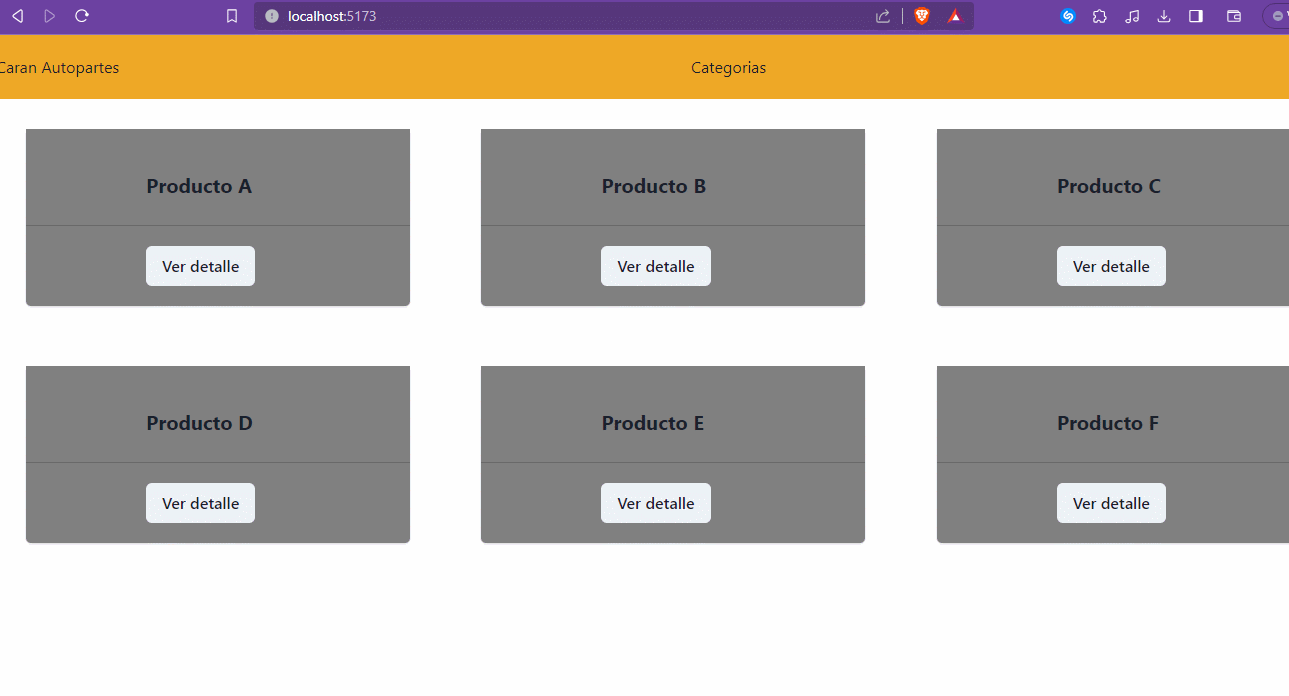 localhost:5173
Caran Autopartes Categorias
Producto A Producto B Producto C
Ver detalle Ver detalle Ver detalle
Producto D Producto E Producto F
Ver detalle Ver detalle Ver detalle